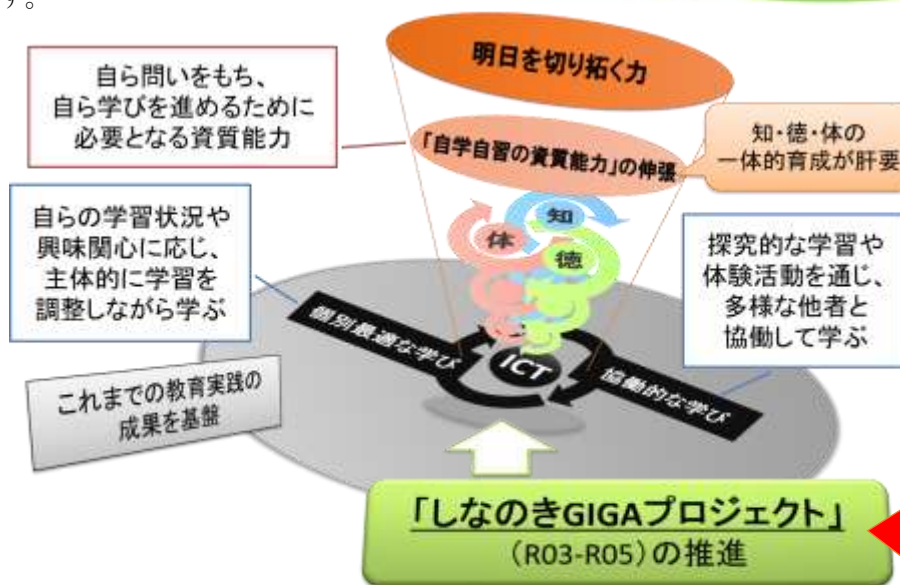 す。
明日を切り拓く力
自ら問いをもち、
自ら学びを進めるために
必要となる資質能力
「自学自習の資質能力」の伸張
知・徳・体の
一体的育成が肝要
知
体
徳
自らの学習状況や
興味関心に応じ、
主体的に学習を
調整しながら学ぶ
探究的な学習や
体験活動を通じ、
多様な他者と
協働して学ぶ
個別最適な学び
ICT
協働的な学び
これまでの教育実践の
成果を基盤
「しなのきGIGAプロジェクト」
（R03-R05）の推進